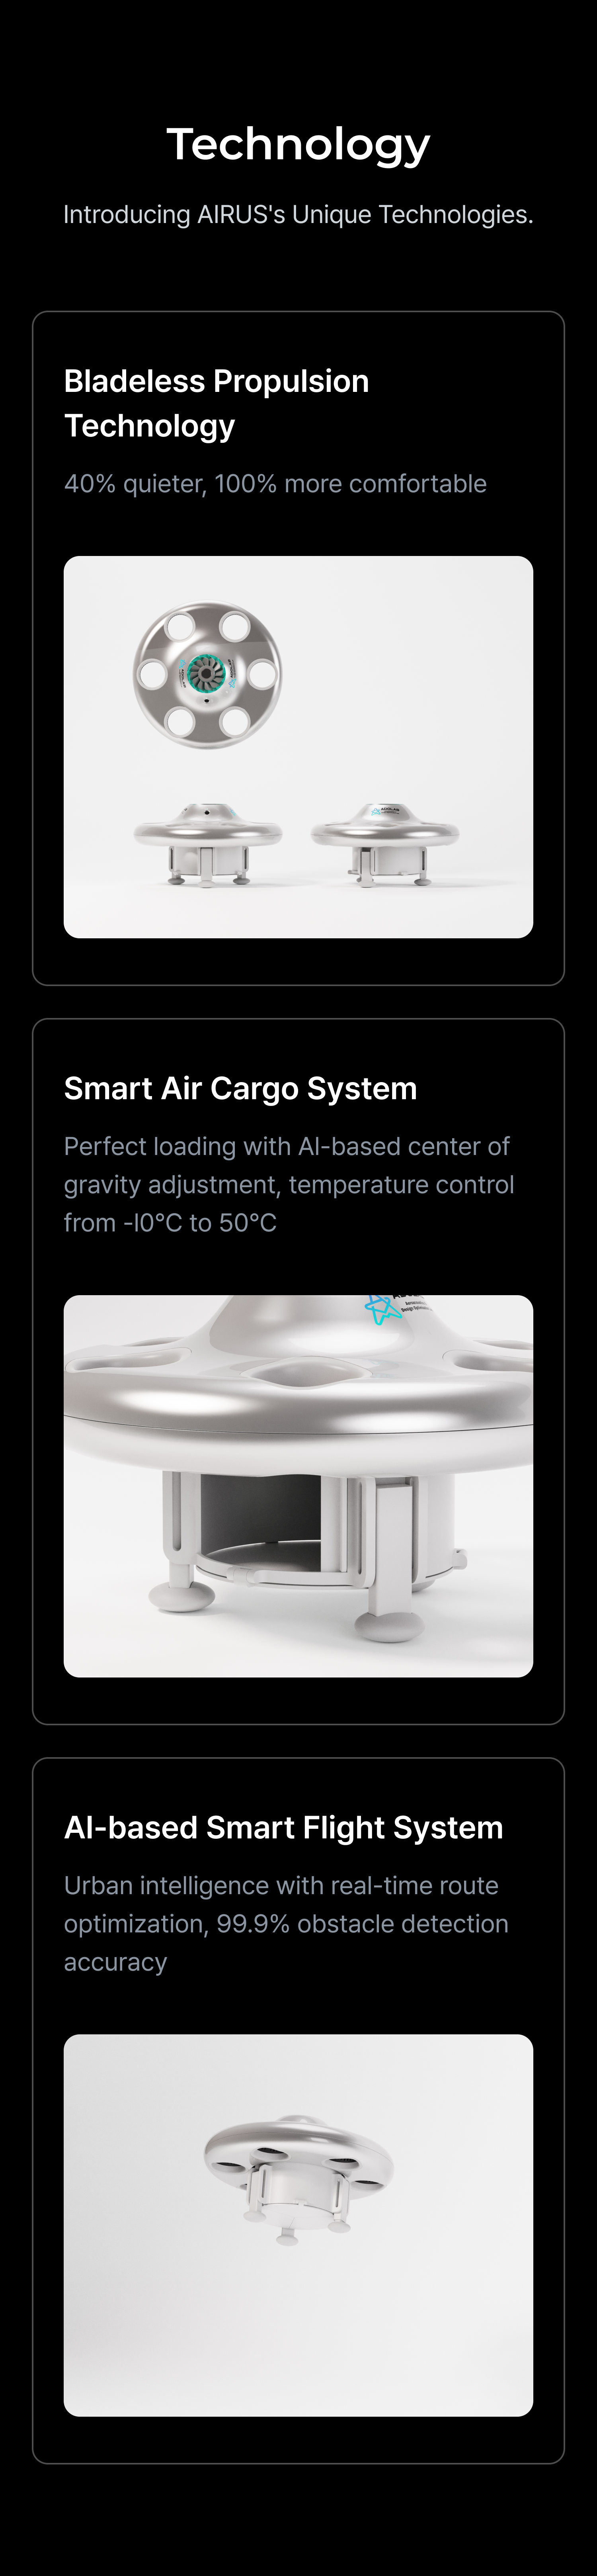 Technology
Introducing AIRUS's Unique Technologies.
Bladeless Propulsion
Technology
40% quieter, 100% more comfortable
Smart Air Cargo System
Perfect loading with AI-based center of
gravity adjustment, temperature control
from -l0°C to 50°C
AI-based Smart Flight System
Urban intelligence with real-time route
optimization, 99.9% obstacle detection
accuracy